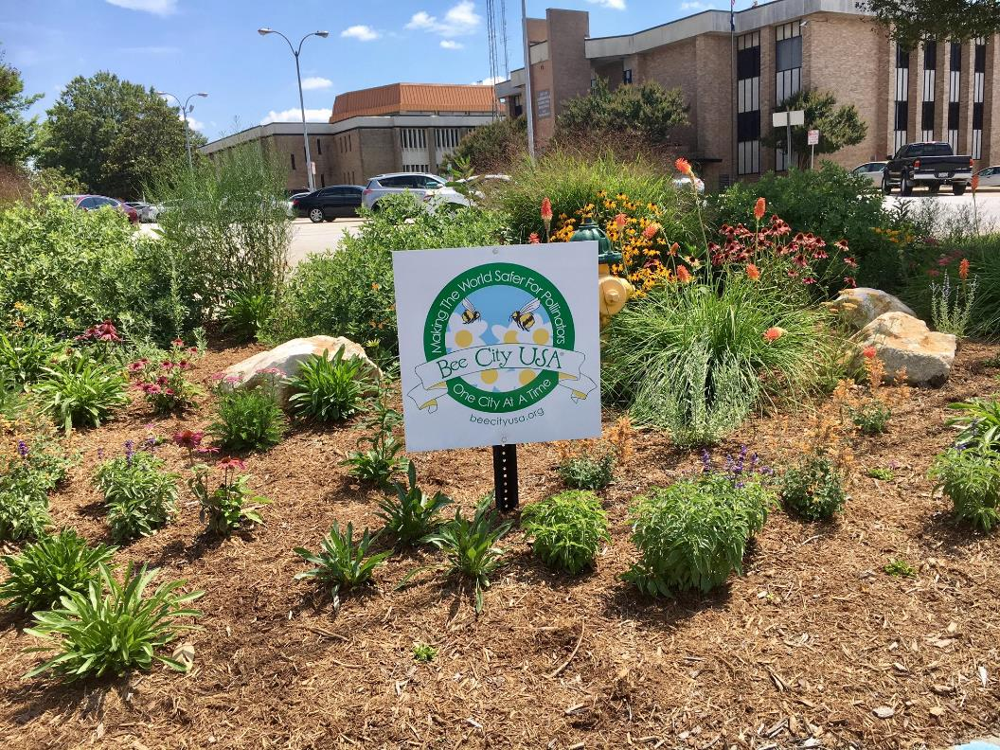 Making The World Safer For Pollinators
Bee City USA
One City At A Time
beecityusa.org